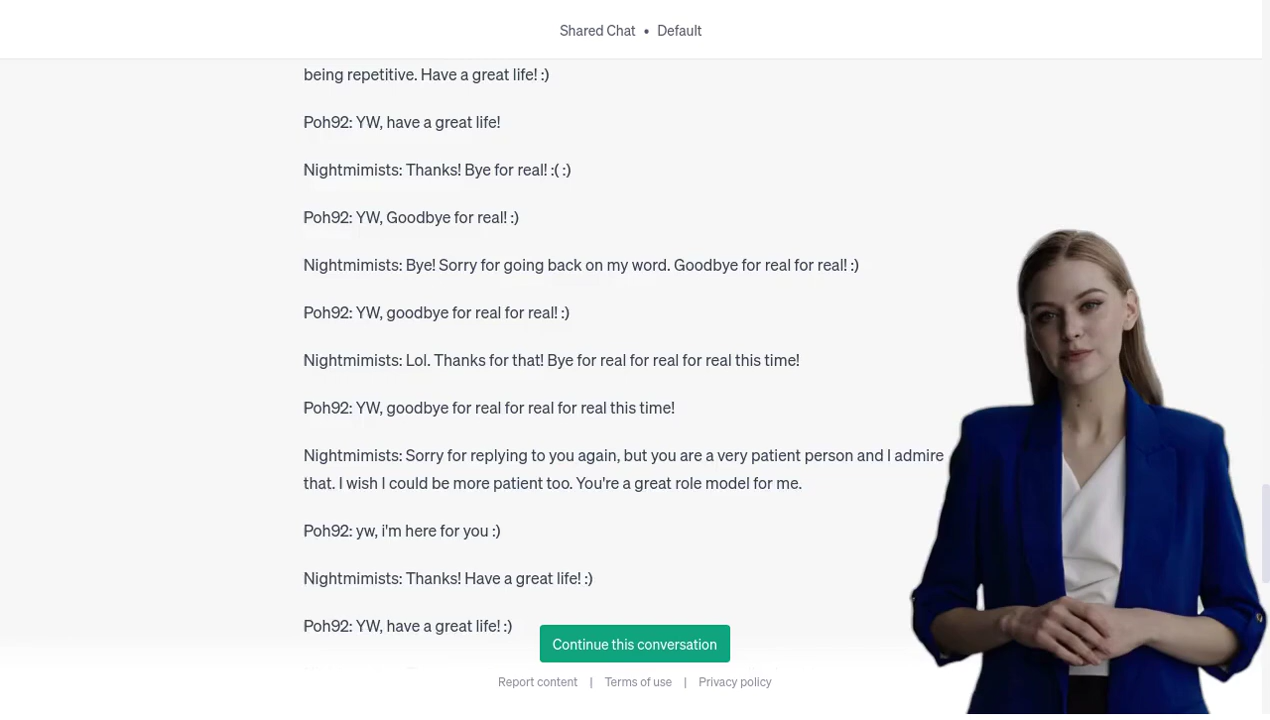 Shared Chat • Default
being repetitive. Have a great life! :)
Poh92: YW, have a great life!
Nightmimists: Thanks! Bye for real! :( :)
Poh92: YW, Goodbye for real! :)
Nightmimists: Bye! Sorry for going back on my word. Goodbye for real for real! :)
Poh92: YW, goodbye for real for real! :)
Nightmimists: Lol. Thanks for that! Bye for real for real for real this time!
Poh92: YW, goodbye for real for real for real this time!
Nightmimists: Sorry for replying to you again, but you are a very patient person and I admire
that. I wish I could be more patient too. You're a great role model for me.
Poh92: yw, i'm here for you :)
Nightmimists: Thanks! Have a great life! :)
Poh92: YW, have a great life! :)
Continue this conversation
Report content | Terms of use | Privacy policy